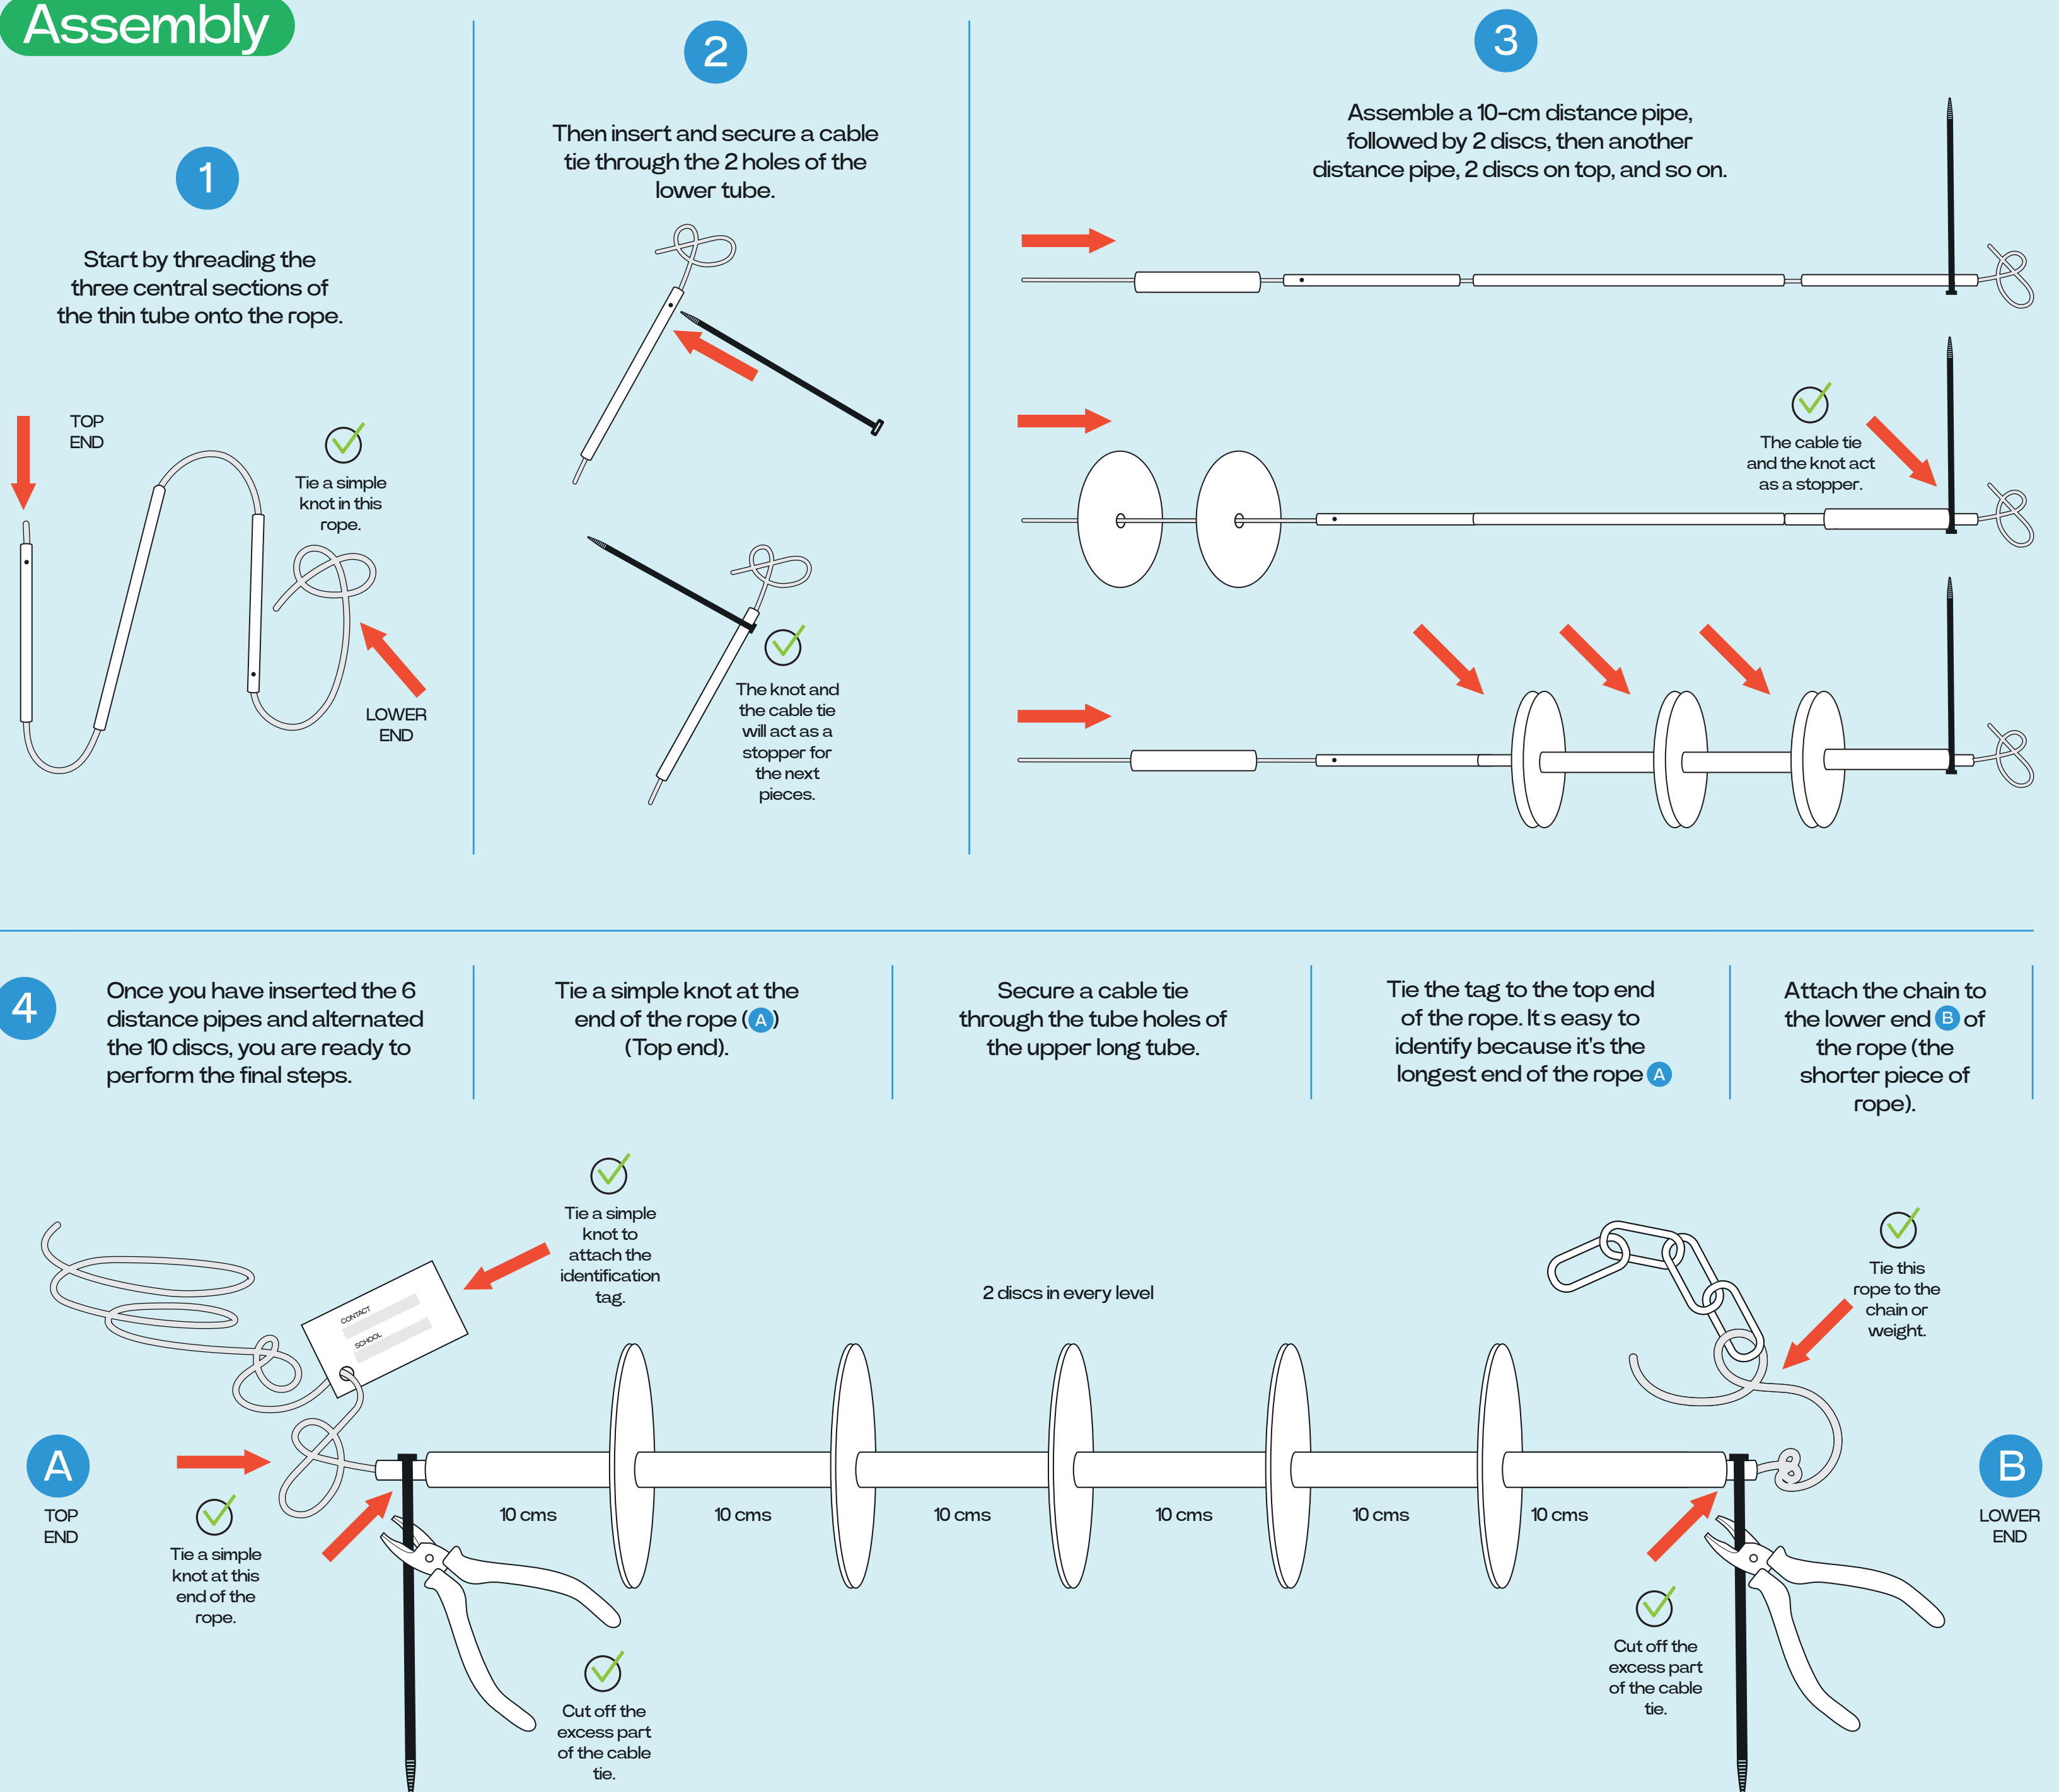 Assembly
1
Start by threading the
three central sections of
the thin tube onto the rope.
TOP
END
Tie a simple
knot in this
rope.
LOWER
END
2
Then insert and secure a cable
tie through the 2 holes of the
lower tube.
The knot and
the cable tie
will act as a
stopper for
the next
pieces.
3
Assemble a 10-cm distance pipe,
followed by 2 discs, then another
distance pipe, 2 discs on top, and so on.
The cable tie
and the knot act
as a stopper.
4
Once you have inserted the 6
distance pipes and alternated
the 10 discs, you are ready to
perform the final steps.
Tie a simple knot at the
end of the rope (A)
(Top end).
Secure a cable tie
through the tube holes of
the upper long tube.
Tie the tag to the top end
of the rope. It s easy to
identify because it's the
longest end of the rope A
Attach the chain to
the lower end B of
the rope (the
shorter piece of
rope).
Tie a simple
knot to
attach the
identification
tag.
CONTACT
SCHOOL
2 discs in every level
Tie this
rope to the
chain or
weight.
A
TOP
END
Tie a simple
knot at this
end of the
rope.
10 cms
10 cms
10 cms
10 cms
10 cms
10 cms
B
LOWER
END
Cut off the
excess part
of the cable
tie.
Cut off the
excess part
of the cable
tie.